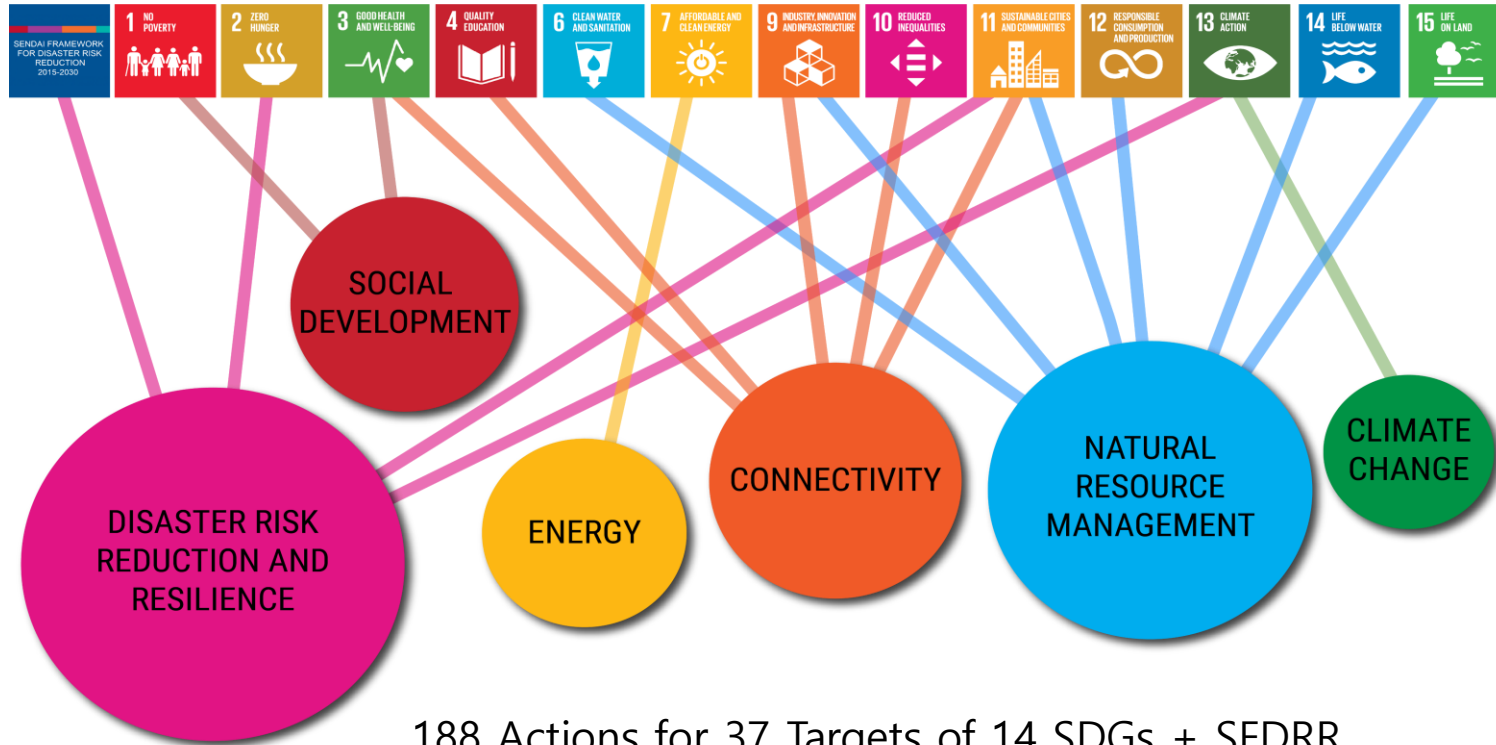 SENDAI FRAMEWORK
FOR DISASTER RISK
REDUCTION
2015-2030
1 NO
POVERTY
2 ZERO
HUNGER
3 GOOD HEALTH
AND WELL-BEING
4 QUALITY
EDUCATION
6 CLEAN WATER
AND SANITATION
7 AFFORDABLE AND
CLEAN ENERGY
9 INDUSTRY, INNOVATION
AND INFRASTRUCTURE
10 REDUCED
INEQUALITIES
11 SUSTAINABLE CITIES
AND COMMUNITIES
12 RESPONSIBLE
CONSUMPTION
AND PRODUCTION
13 CLIMATE
ACTION
14 LIFE
BELOW WATER
15 LIFE
ON LAND
SOCIAL
DEVELOPMENT
DISASTER RISK
REDUCTION AND
RESILIENCE
ENERGY
CONNECTIVITY
NATURAL
RESOURCE
MANAGEMENT
CLIMATE
CHANGE
188 Actions for 37 Targets of 14 SDGs + SFDRR